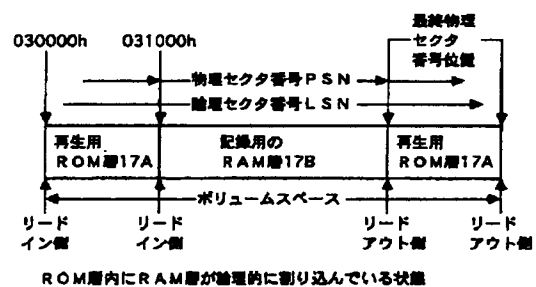 最終物理
セクタ
番号位置
030000h
031000h
物理セクタ番号PSN
論理セクタ番号LSN
再生用
ROM層17A
記録用の
RAM層17B
再生用
ROM層17A
ボリュームスペース
リード
イン側
リード
イン側
リード
アウト側
リード
アウト側
ROM層内にRAM層が論理的に割り込んでいる状態